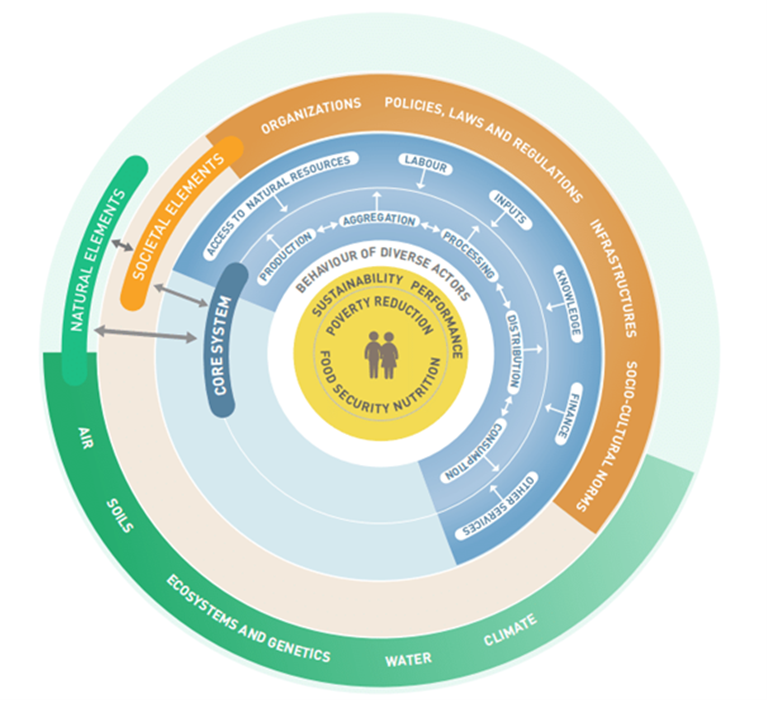 ORGANIZATIONS
POLICIES, LAWS AND REGULATIONS
INFRASTRUCTURES
SOCIO-CULTURAL NORMS
NATURAL ELEMENTS
SOCIETAL ELEMENTS
CORE SYSTEM
ACCESS TO NATURAL RESOURCES
LABOUR
INPUTS
KNOWLEDGE
FINANCE
OTHER SERVICES
PRODUCTION
AGGREGATION
PROCESSING
DISTRIBUTION
CONSUMPTION
BEHAVIOUR OF DIVERSE ACTORS
SUSTAINABILITY PERFORMANCE
POVERTY REDUCTION
FOOD SECURITY NUTRITION
AIR
SOILS
ECOSYSTEMS AND GENETICS
WATER
CLIMATE